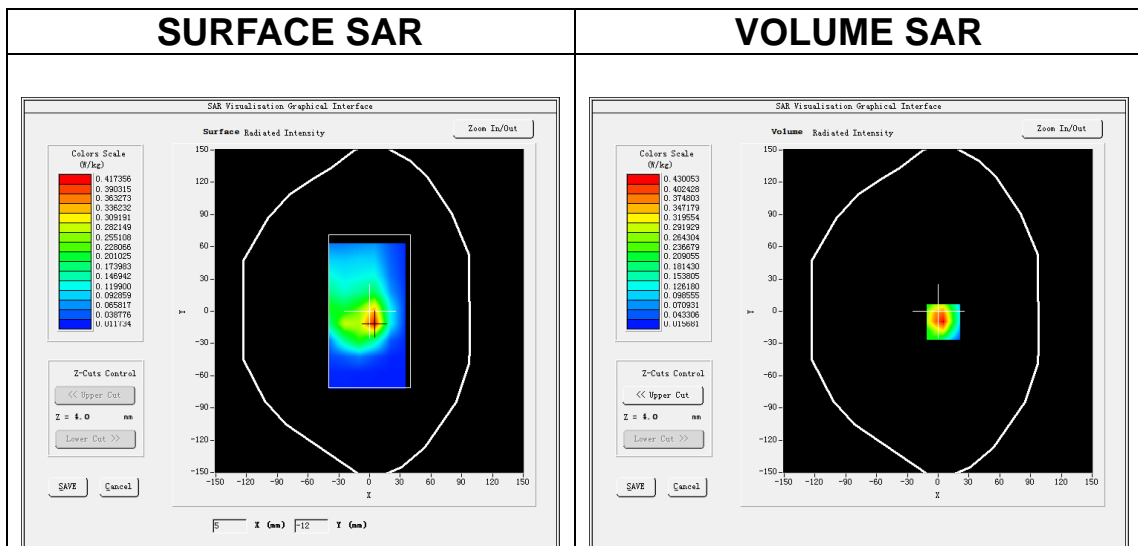 SURFACE SAR
VOLUME SAR
SAR Visualisation Graphical Interface
Surface Radiated Intensity
Zoom In/Out
Colors Scale
(W/kg)
0.417356
0.390315
0.363273
0.336232
0.309191
0.282149
0.255108
0.228066
0.201025
0.173983
0.146942
0.119900
0.092859
0.065817
0.038776
0.011734
150
120
90
60
30
0
-30
-60
-90
-120
-150
Y
-150 -120 -90 -60 -30 0 30 60 90 120 150
X
Z-Cuts Control
<< Upper Cut
Z = 4.0 mm
Lower Cut >>
SAVE Cancel
5 X (mm) -12 Y (mm)
SAR Visualisation Graphical Interface
Volume Radiated Intensity
Zoom In/Out
Colors Scale
(W/kg)
0.430053
0.402428
0.374803
0.347179
0.319554
0.291929
0.264304
0.236679
0.209055
0.181430
0.153805
0.126180
0.098555
0.070931
0.043306
0.015681
150
120
90
60
30
0
-30
-60
-90
-120
-150
Y
-150 -120 -90 -60 -30 0 30 60 90 120 150
X
Z-Cuts Control
<< Upper Cut
Z = 4.0 mm
Lower Cut >>
SAVE Cancel